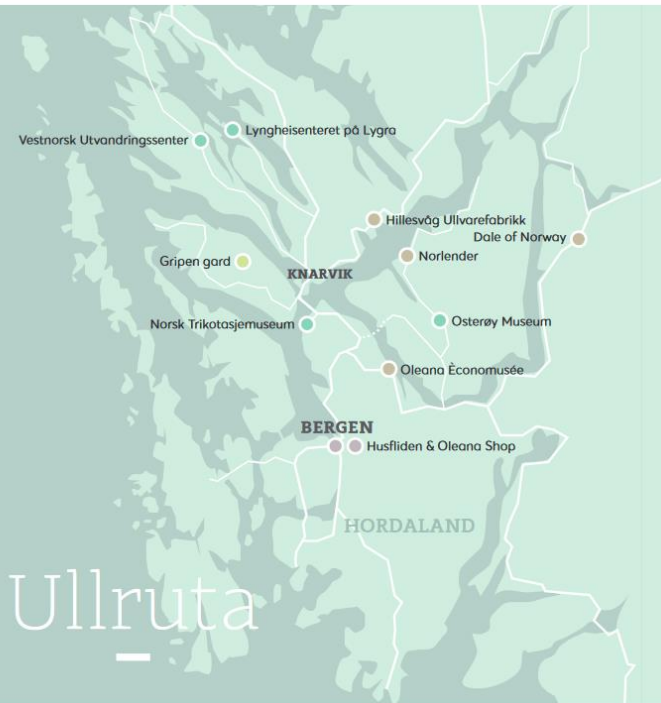 Lyngheisenteret på Lygra
Vestnorsk Utvandringssenter
Hillesvåg Ullvarefabrikk
Dale of Norway
Norlender
Gripen gard
KNARVIK
Norsk Trikotasjemuseum
Osterøy Museum
Oleana Èconomusée
BERGEN
Husfliden & Oleana Shop
HORDALAND
Ullruta